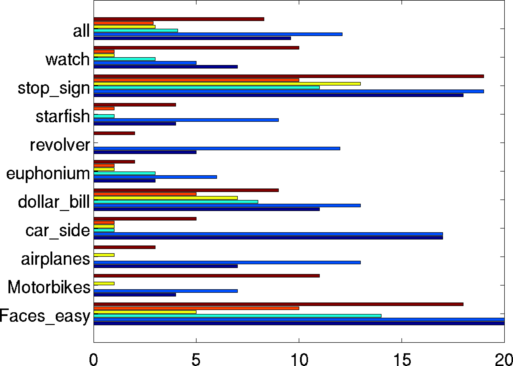 all
watch
stop_sign
starfish
revolver
euphonium
dollar_bill
car_side
airplanes
Motorbikes
Faces_easy
0 5 10 15 20